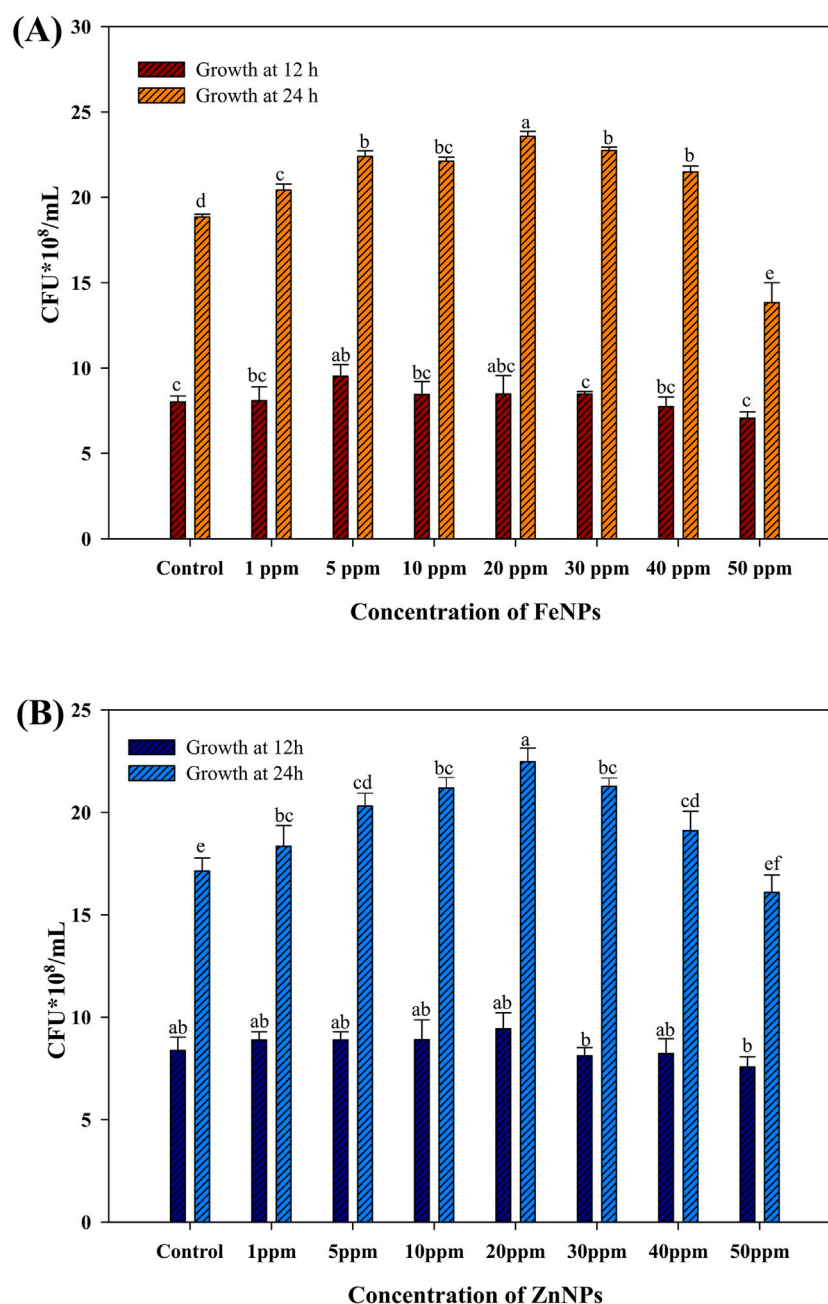 (A)
30
25
20
15
10
5
0
CFU*10⁸/mL
Growth at 12 h
Growth at 24 h
c d bc c ab b bc bc abc a c b bc b c e
Control 1 ppm 5 ppm 10 ppm 20 ppm 30 ppm 40 ppm 50 ppm
Concentration of FeNPs
(B)
25
20
15
10
5
0
CFU*10⁸/mL
Growth at 12h
Growth at 24h
ab e ab bc ab cd ab bc ab a b bc ab cd b ef
Control 1ppm 5ppm 10ppm 20ppm 30ppm 40ppm 50ppm
Concentration of ZnNPs